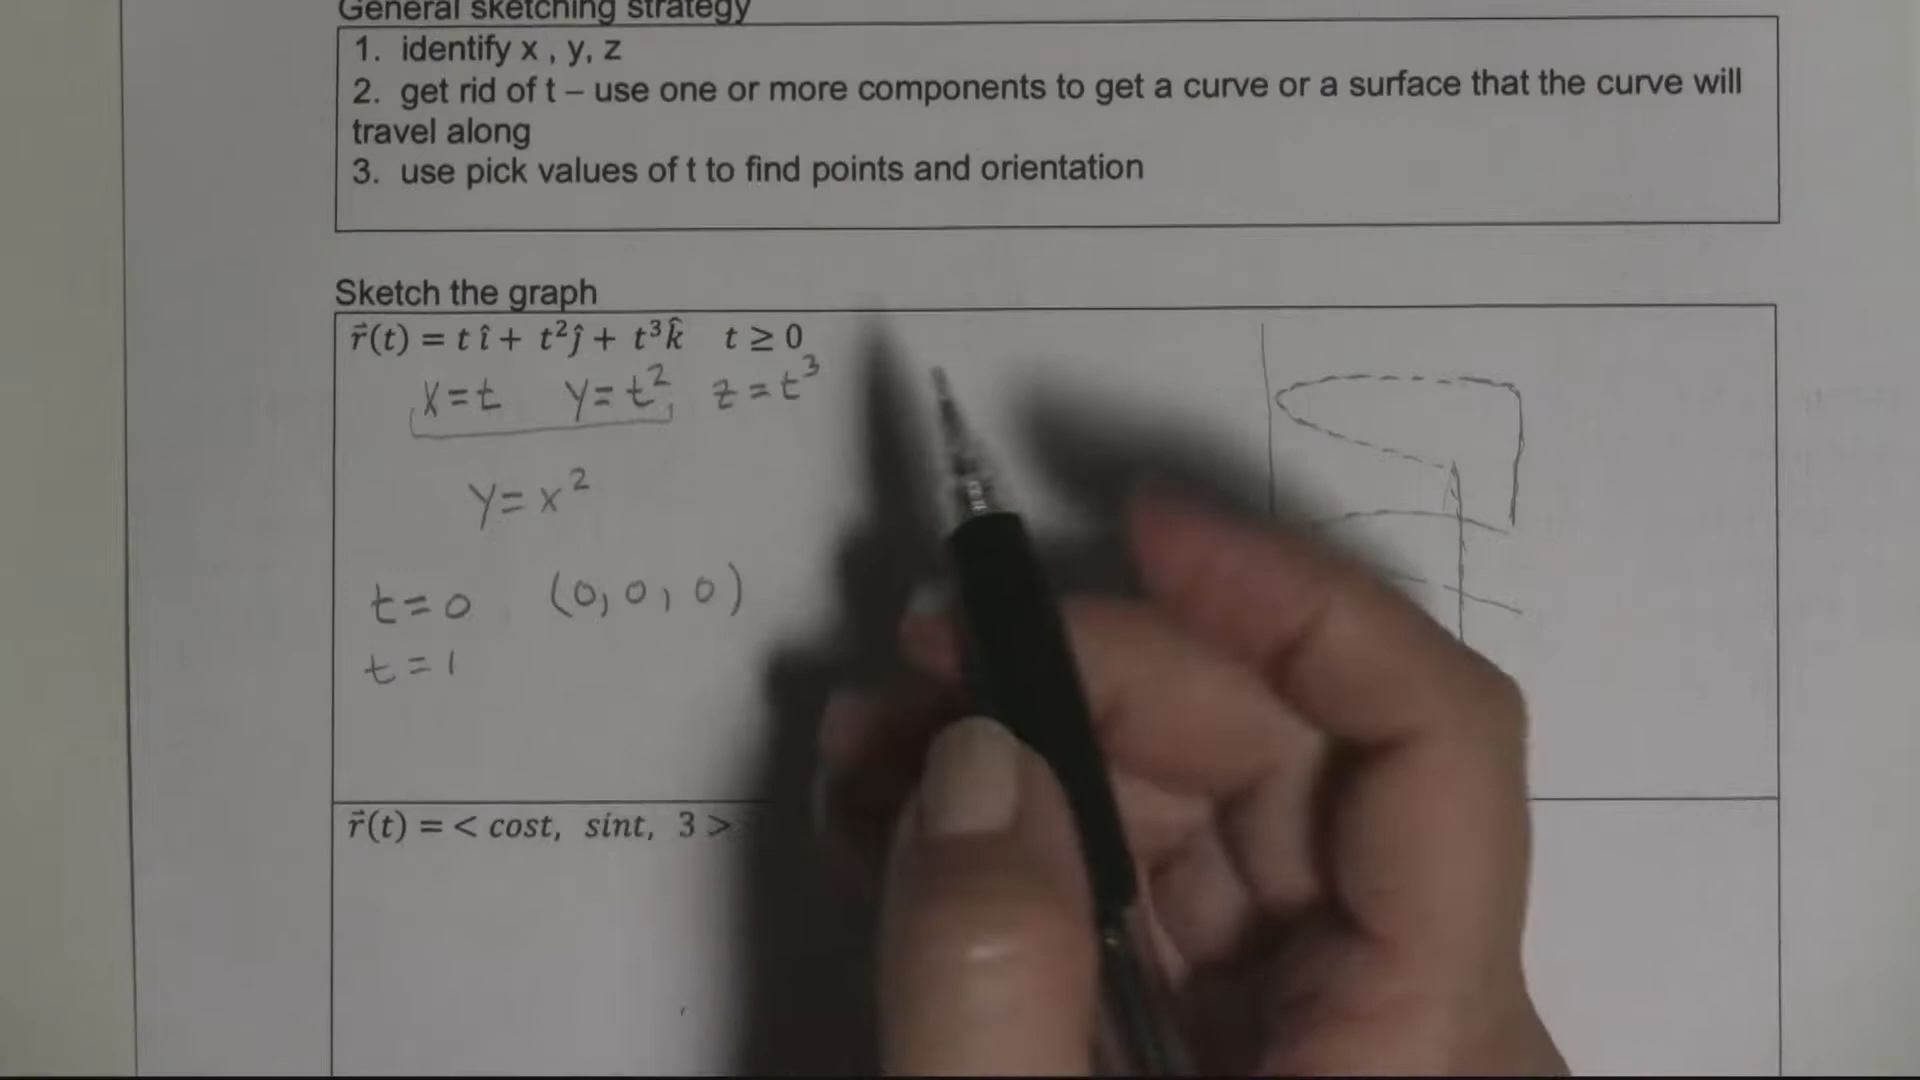 General sketching strategy
1. identify x , y, z
2. get rid of t – use one or more components to get a curve or a surface that the curve will
travel along
3. use pick values of t to find points and orientation
Sketch the graph
r⃗(t) = t î + t²ĵ + t³k̂ t ≥ 0
x=t y=t² z=t³
y=x²
t=0 (0,0,0)
t=1
r⃗(t) = < cost, sint, 3 >